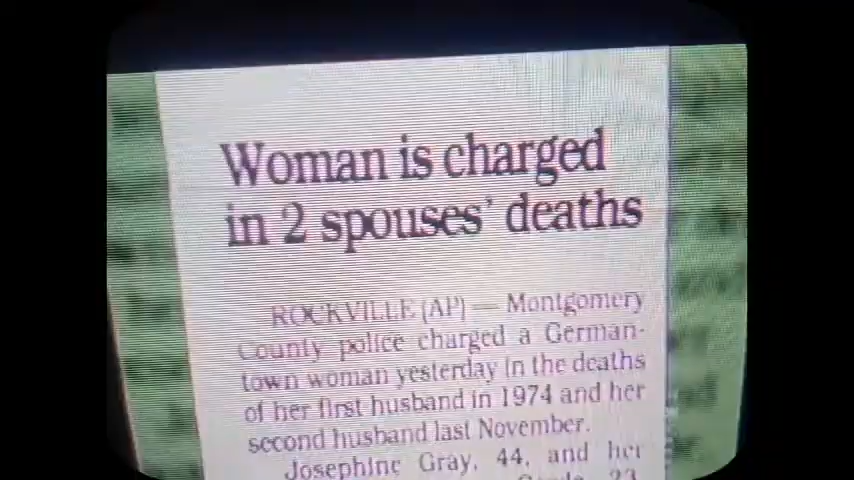 Woman is charged
in 2 spouses' deaths
ROCKVILLE (AP) — Montgomery
County police charged a German-
town woman yesterday in the deaths
of her first husband in 1974 and her
second husband last November.
Josephine Gray, 44, and her